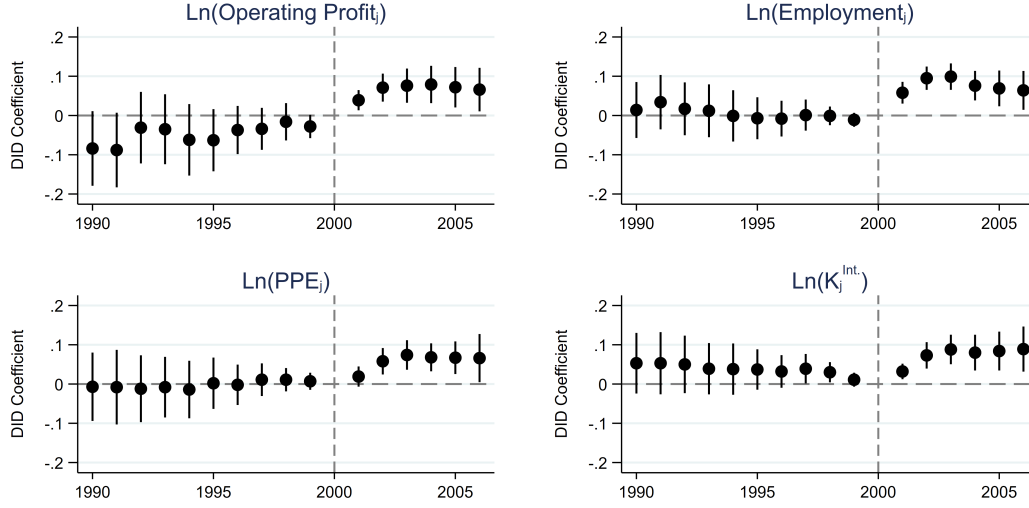 Ln(Operating Profitⱼ)
DID Coefficient
.2
.1
0
-.1
-.2
1990 1995 2000 2005
Ln(Employmentⱼ)
DID Coefficient
.2
.1
0
-.1
-.2
1990 1995 2000 2005
Ln(PPEⱼ)
DID Coefficient
.2
.1
0
-.1
-.2
1990 1995 2000 2005
Ln(Kⱼ^Int.)
DID Coefficient
.2
.1
0
-.1
-.2
1990 1995 2000 2005